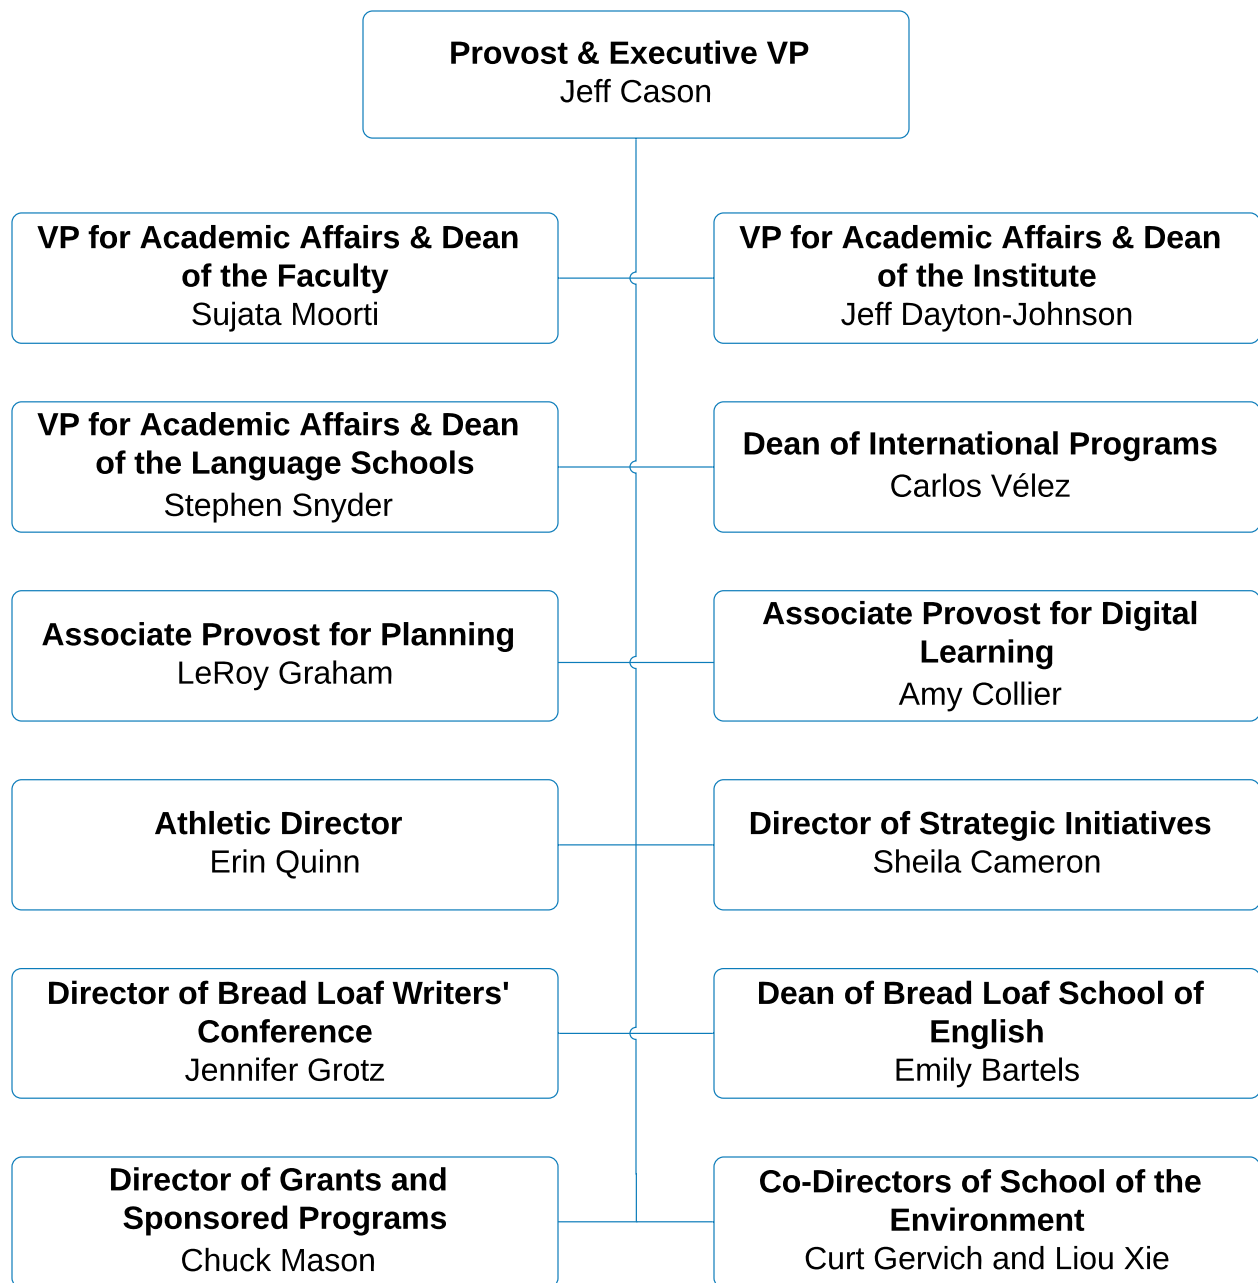 Provost & Executive VP
Jeff Cason
VP for Academic Affairs & Dean
of the Faculty
Sujata Moorti
VP for Academic Affairs & Dean
of the Institute
Jeff Dayton-Johnson
VP for Academic Affairs & Dean
of the Language Schools
Stephen Snyder
Dean of International Programs
Carlos Vélez
Associate Provost for Planning
LeRoy Graham
Associate Provost for Digital
Learning
Amy Collier
Athletic Director
Erin Quinn
Director of Strategic Initiatives
Sheila Cameron
Director of Bread Loaf Writers'
Conference
Jennifer Grotz
Dean of Bread Loaf School of
English
Emily Bartels
Director of Grants and
Sponsored Programs
Chuck Mason
Co-Directors of School of the
Environment
Curt Gervich and Liou Xie